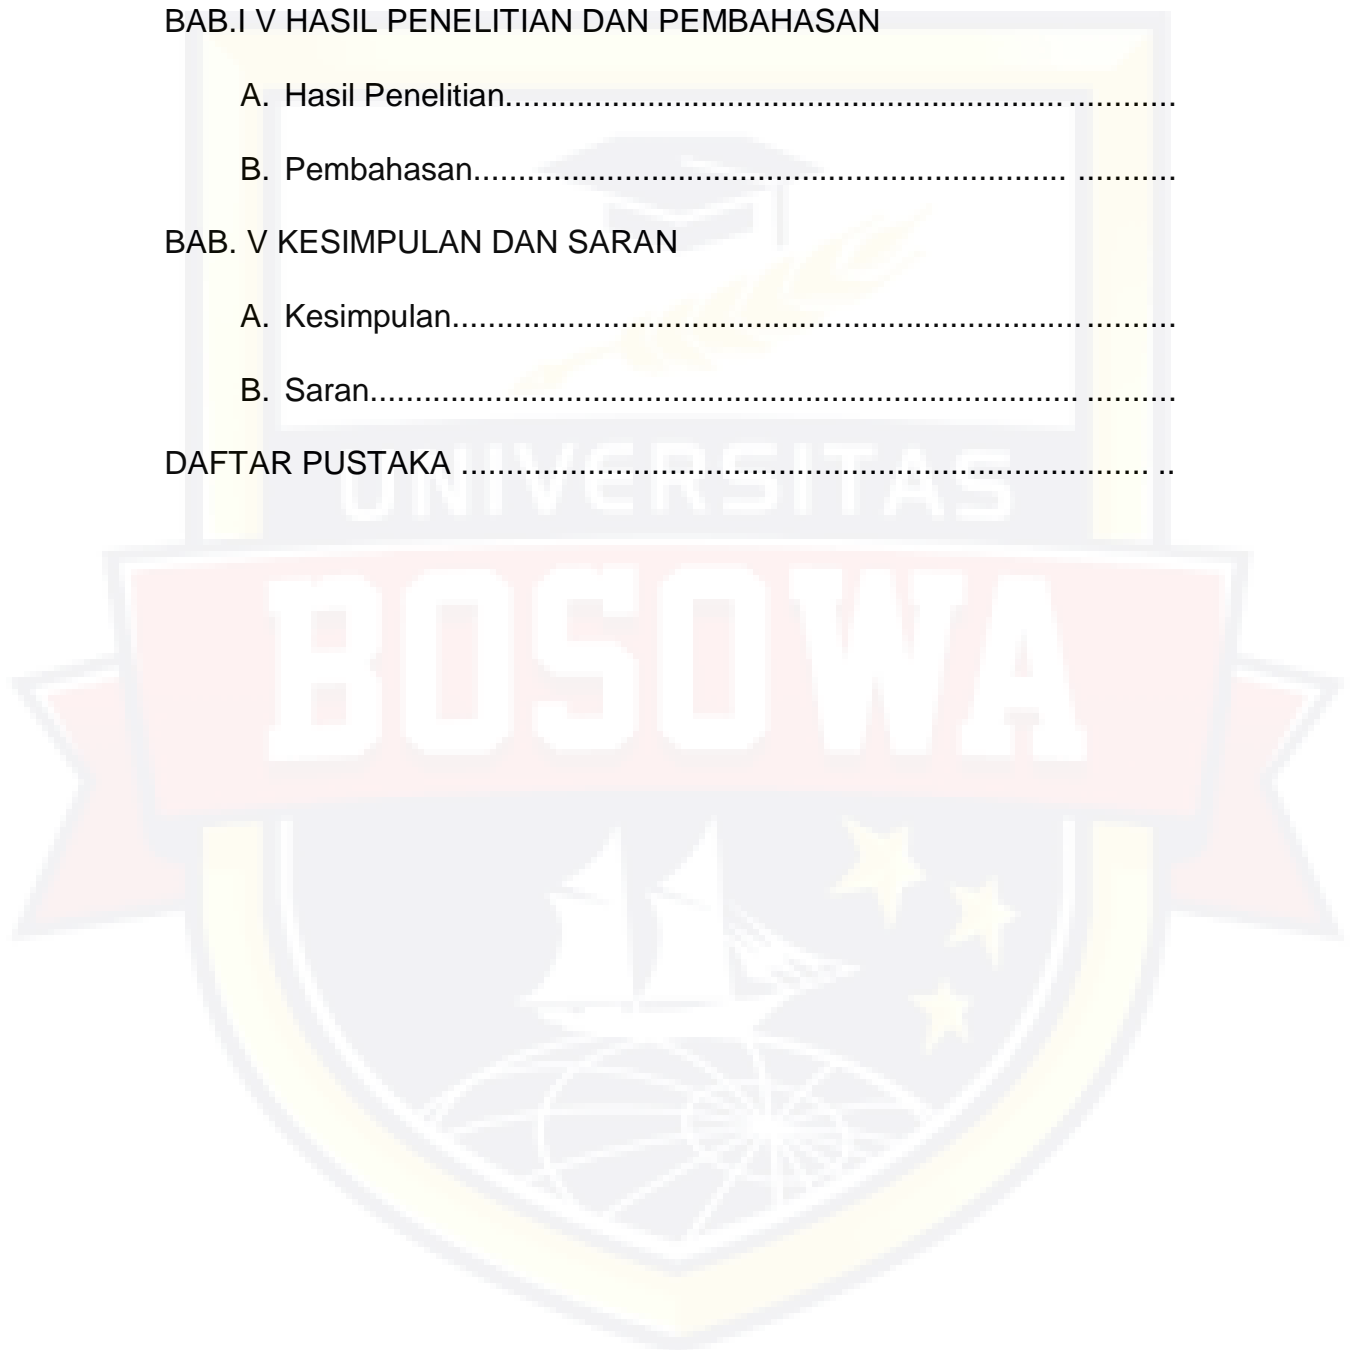 BAB.I V HASIL PENELITIAN DAN PEMBAHASAN
A. Hasil Penelitian..........................................................................
B. Pembahasan.............................................................................
BAB. V KESIMPULAN DAN SARAN
A. Kesimpulan...............................................................................
B. Saran.........................................................................................
DAFTAR PUSTAKA ..............................................................................
UNIVERSITAS
BOSOWA